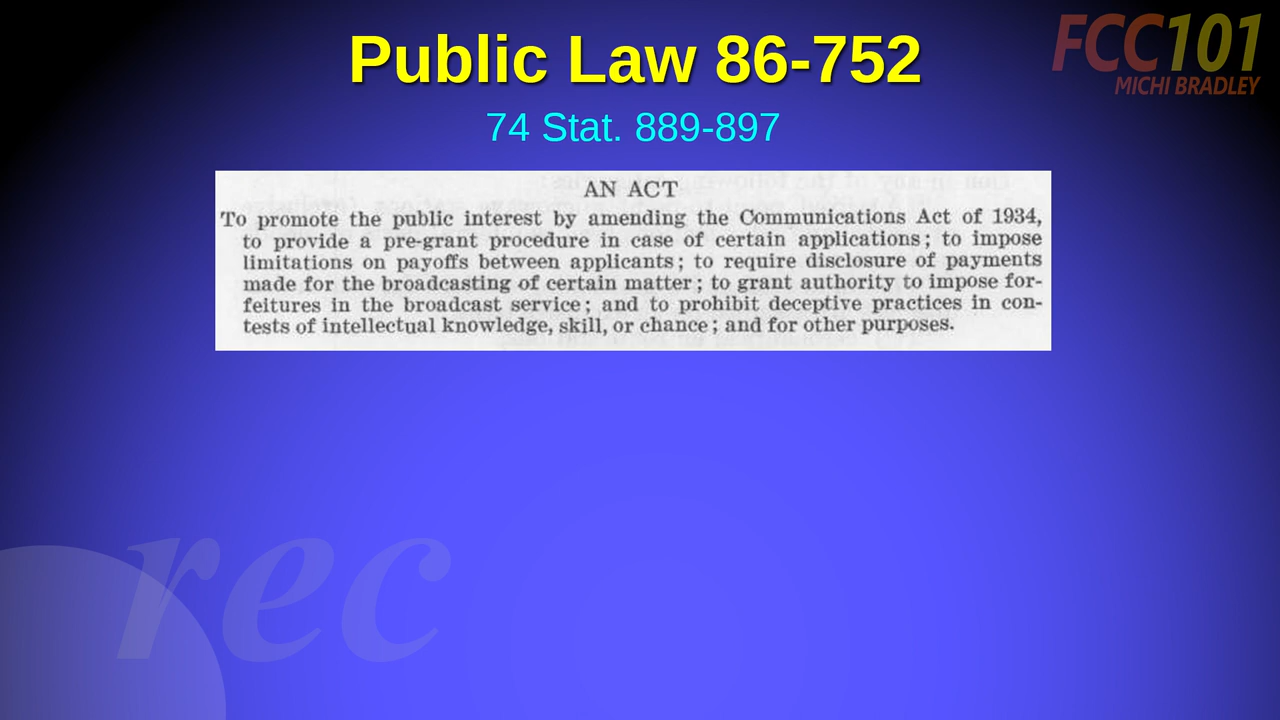 FCC101
MICHI BRADLEY
Public Law 86-752
74 Stat. 889-897
AN ACT
To promote the public interest by amending the Communications Act of 1934,
to provide a pre-grant procedure in case of certain applications; to impose
limitations on payoffs between applicants; to require disclosure of payments
made for the broadcasting of certain matter; to grant authority to impose for-
feitures in the broadcast service; and to prohibit deceptive practices in con-
tests of intellectual knowledge, skill, or chance; and for other purposes.
rec